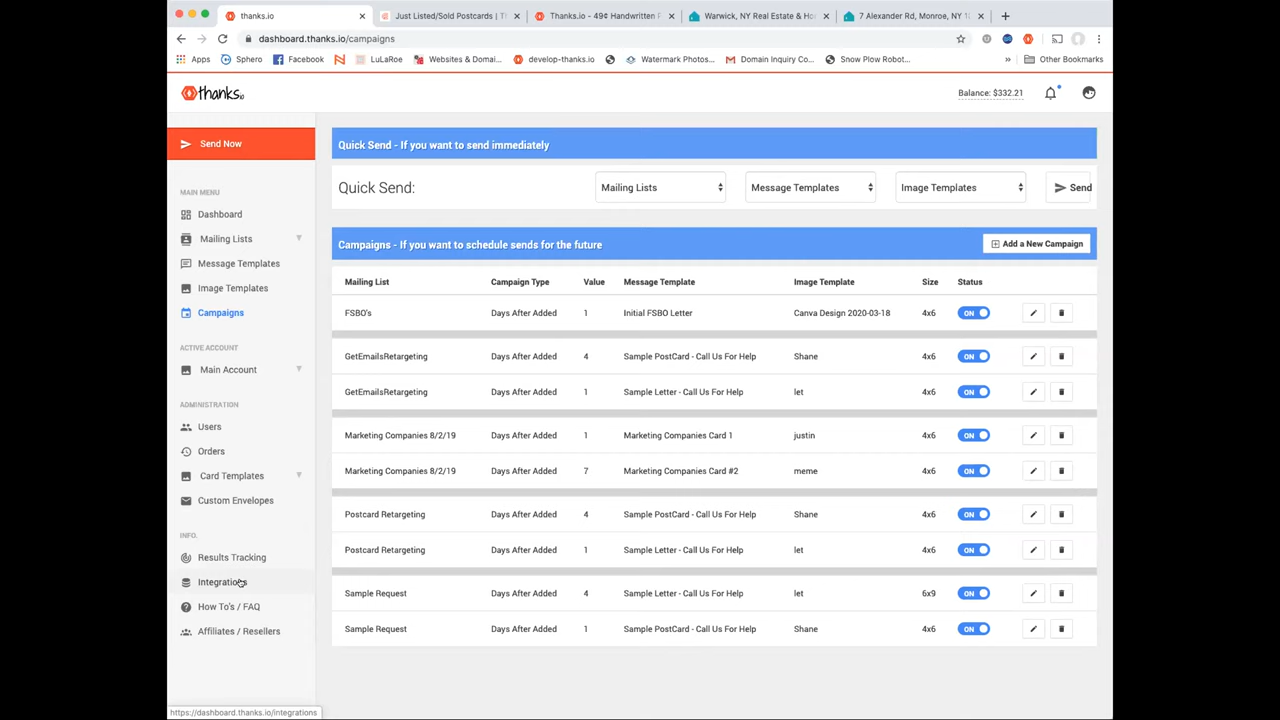 thanks.io
Just Listed/Sold Postcards | T
Thanks.io - 49¢ Handwritten P
Warwick, NY Real Estate & Ho
7 Alexander Rd, Monroe, NY 1
dashboard.thanks.io/campaigns
Apps
Sphero
Facebook
LuLaRoe
Websites & Domai...
develop-thanks.io
Watermark Photos...
Domain Inquiry Co...
Snow Plow Robot...
»
Other Bookmarks
thanks.io
Balance: $332.21
Send Now
MAIN MENU
Dashboard
Mailing Lists
Message Templates
Image Templates
Campaigns
ACTIVE ACCOUNT
Main Account
ADMINISTRATION
Users
Orders
Card Templates
Custom Envelopes
INFO.
Results Tracking
Integrations
How To's / FAQ
Affiliates / Resellers
Quick Send - If you want to send immediately
Quick Send: Mailing Lists Message Templates Image Templates Send
Campaigns - If you want to schedule sends for the future Add a New Campaign
Mailing List Campaign Type Value Message Template Image Template Size Status
FSBO's Days After Added 1 Initial FSBO Letter Canva Design 2020-03-18 4x6 ON
GetEmailsRetargeting Days After Added 4 Sample PostCard - Call Us For Help Shane 4x6 ON
GetEmailsRetargeting Days After Added 1 Sample Letter - Call Us For Help let 4x6 ON
Marketing Companies 8/2/19 Days After Added 1 Marketing Companies Card 1 justin 4x6 ON
Marketing Companies 8/2/19 Days After Added 7 Marketing Companies Card #2 meme 4x6 ON
Postcard Retargeting Days After Added 4 Sample PostCard - Call Us For Help Shane 4x6 ON
Postcard Retargeting Days After Added 1 Sample Letter - Call Us For Help let 4x6 ON
Sample Request Days After Added 4 Sample Letter - Call Us For Help let 6x9 ON
Sample Request Days After Added 1 Sample PostCard - Call Us For Help Shane 4x6 ON
https://dashboard.thanks.io/integrations